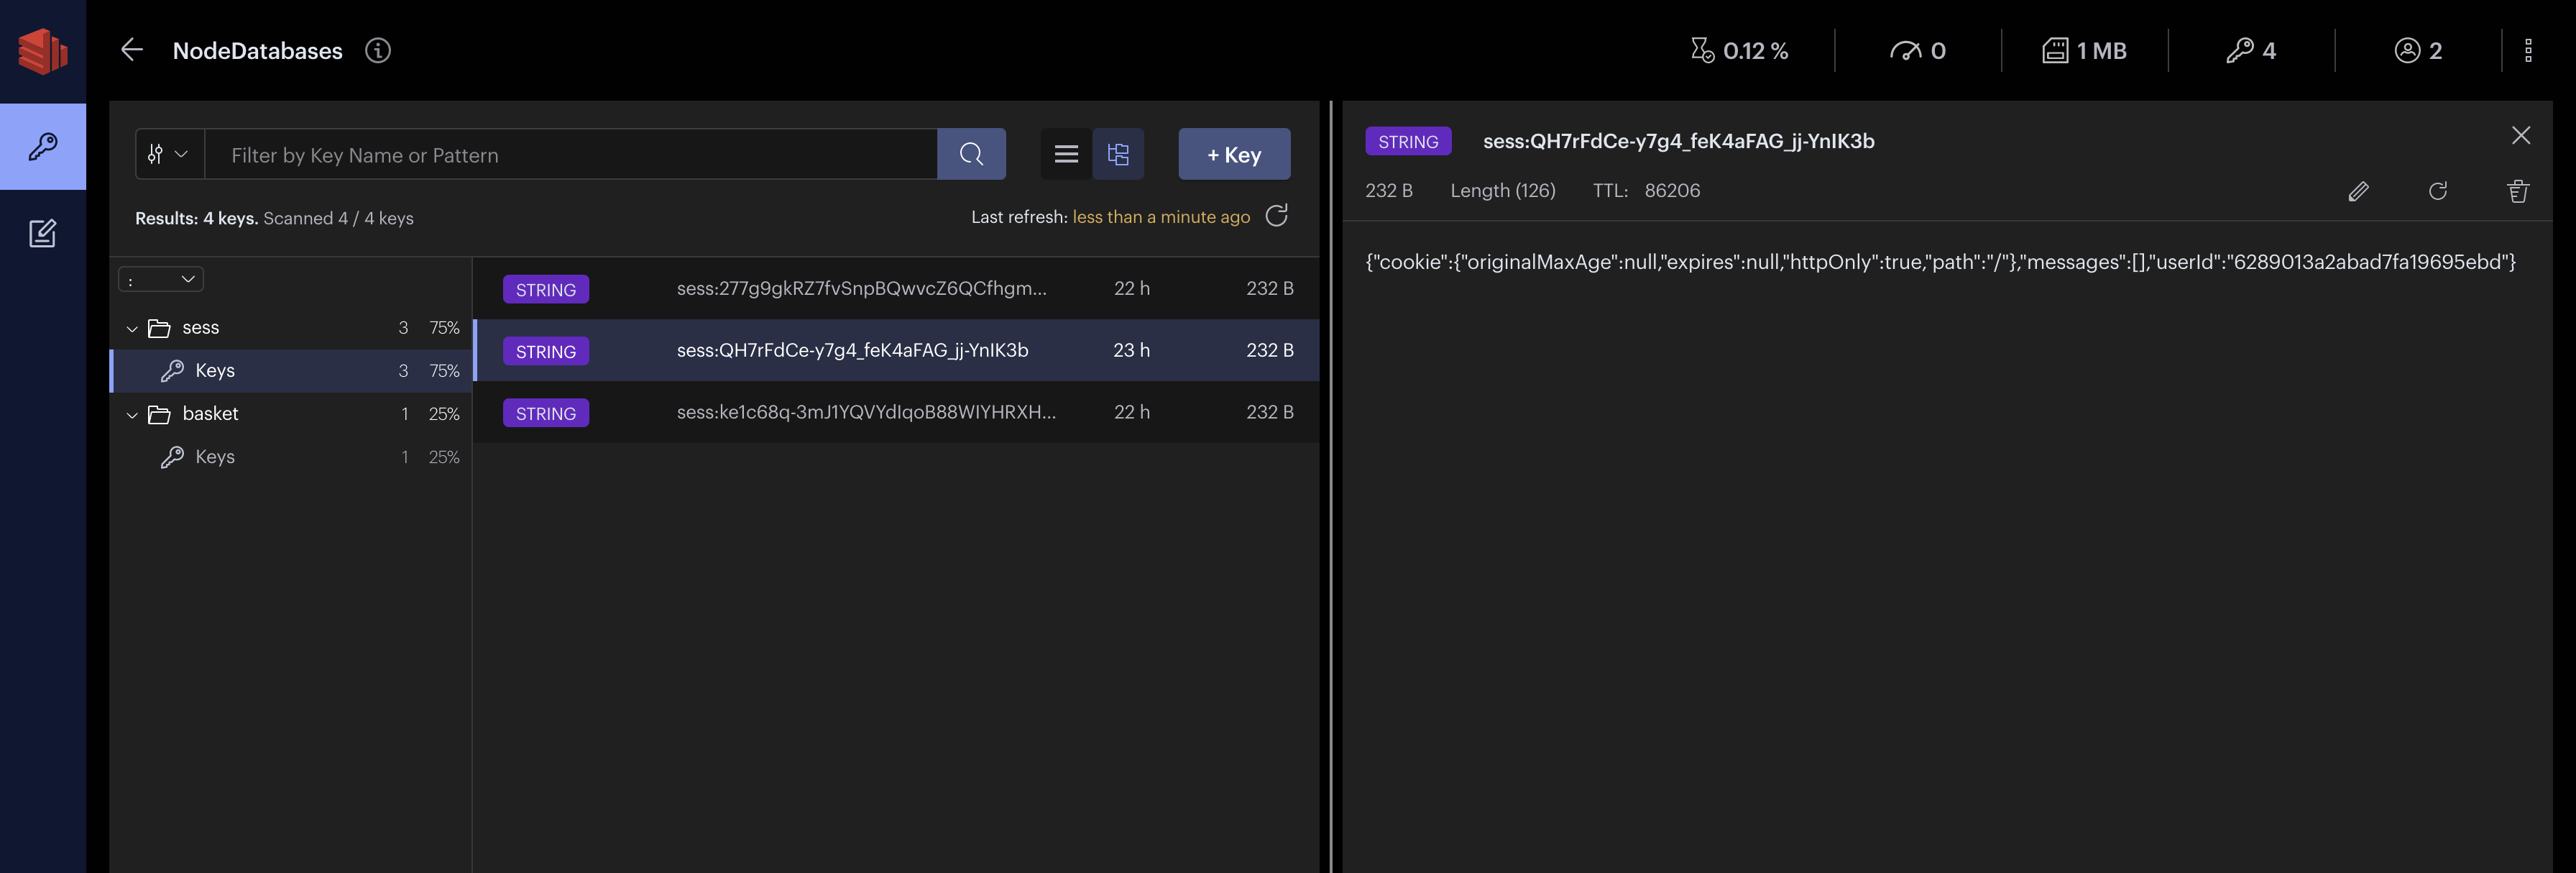 NodeDatabases
0.12 %
0
1 MB
4
2
Filter by Key Name or Pattern
+ Key
Results: 4 keys. Scanned 4 / 4 keys
Last refresh: less than a minute ago
:
sess 3 75%
Keys 3 75%
basket 1 25%
Keys 1 25%
STRING sess:277g9gkRZ7fvSnpBQwvcZ6QCfhgm... 22 h 232 B
STRING sess:QH7rFdCe-y7g4_feK4aFAG_jj-YnIK3b 23 h 232 B
STRING sess:ke1c68q-3mJ1YQVYdIqoB88WIYHRXH... 22 h 232 B
STRING sess:QH7rFdCe-y7g4_feK4aFAG_jj-YnIK3b
232 B Length (126) TTL: 86206
{"cookie":{"originalMaxAge":null,"expires":null,"httpOnly":true,"path":"/"},"messages":[],"userId":"6289013a2abad7fa19695ebd"}